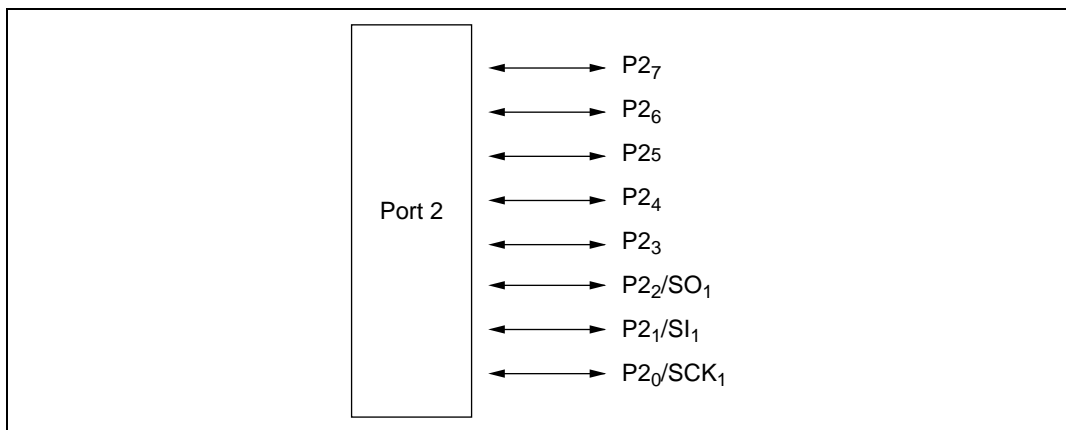 P2₇
P2₆
P25
P2₄
Port 2
P2₃
P2₂/SO₁
P2₁/SI₁
P2₀/SCK₁